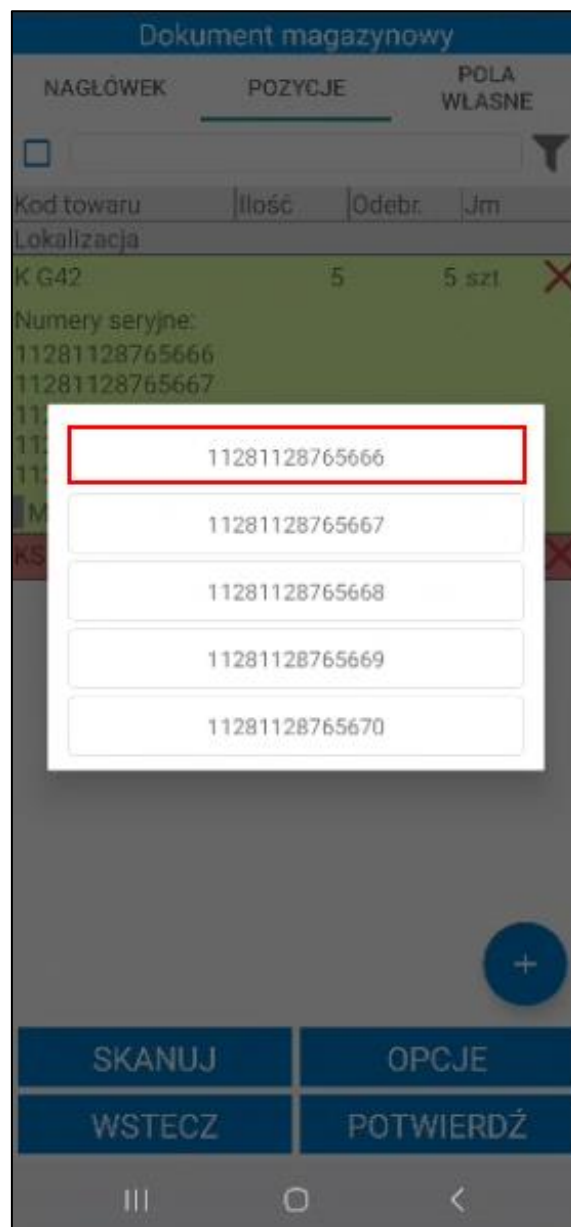 Dokument magazynowy
NAGŁÓWEK POZYCJE POLA WŁASNE
Kod towaru Ilość Odebr. Jm
Lokalizacja
K G42 5 5 szt
Numery seryjne:
11281128765666
11281128765667
11281128765666
11281128765667
11281128765668
11281128765669
11281128765670
+
SKANUJ OPCJE
WSTECZ POTWIERDŹ